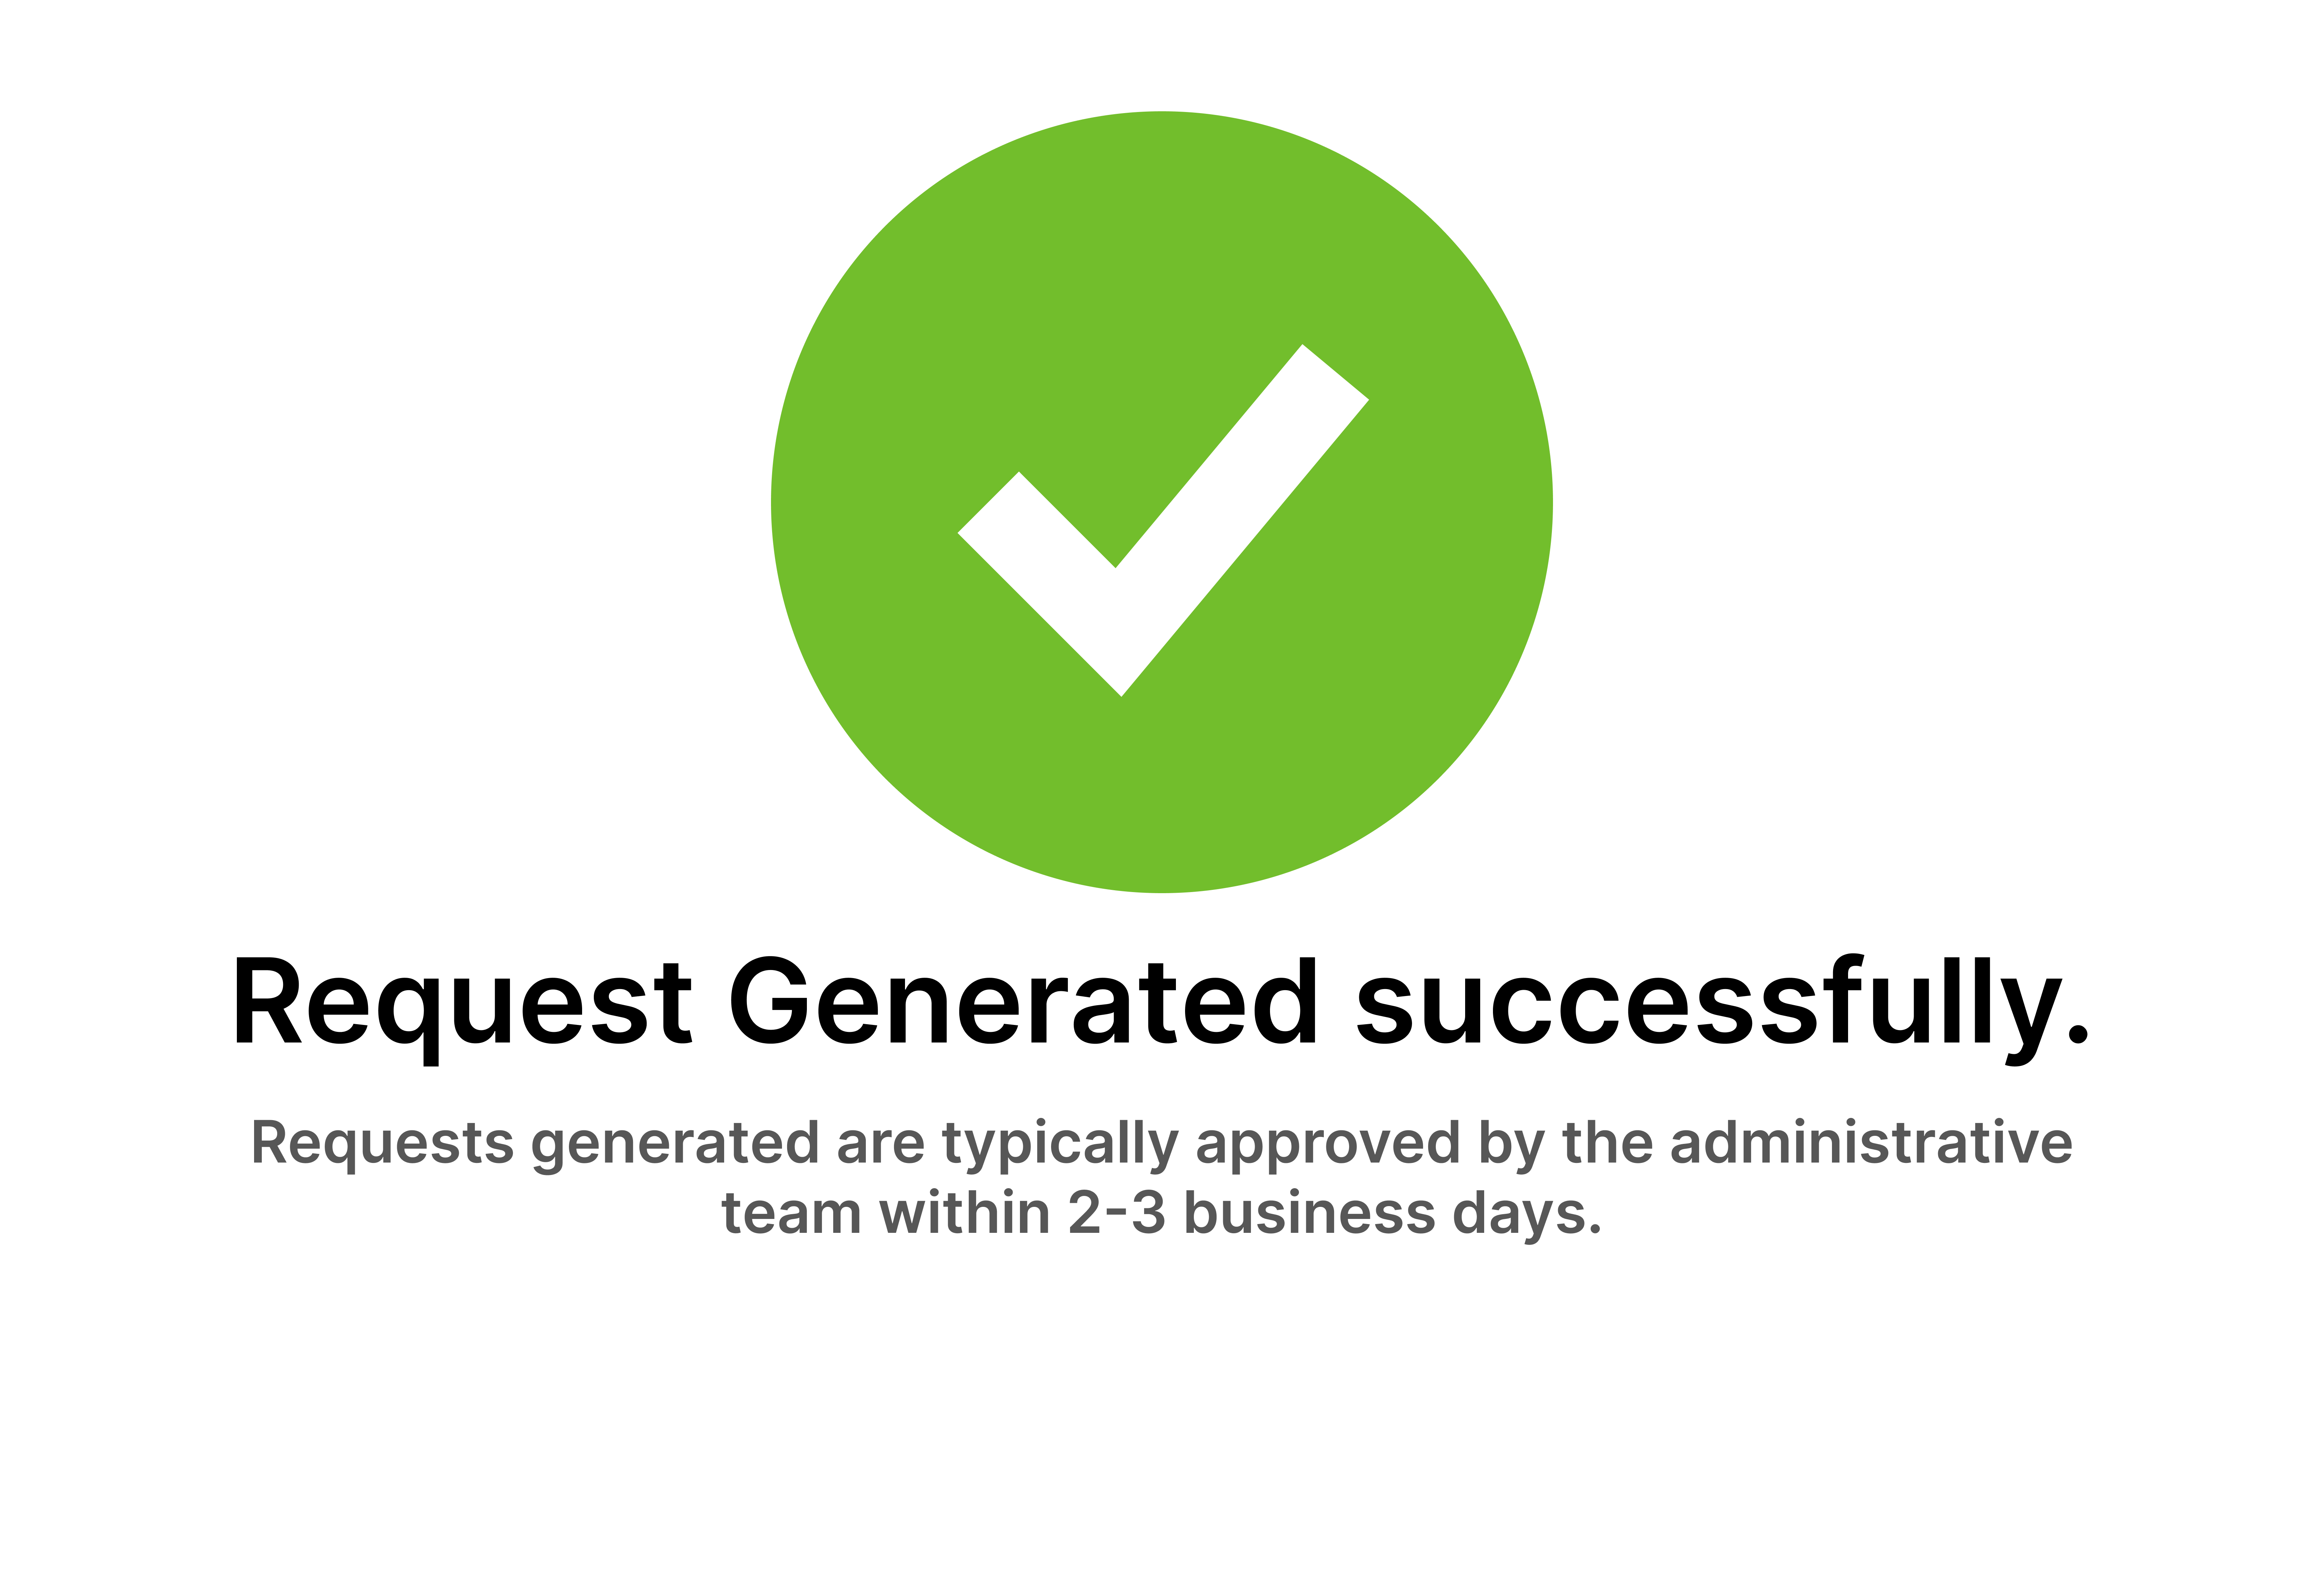 Request Generated successfully.
Requests generated are typically approved by the administrative
team within 2-3 business days.